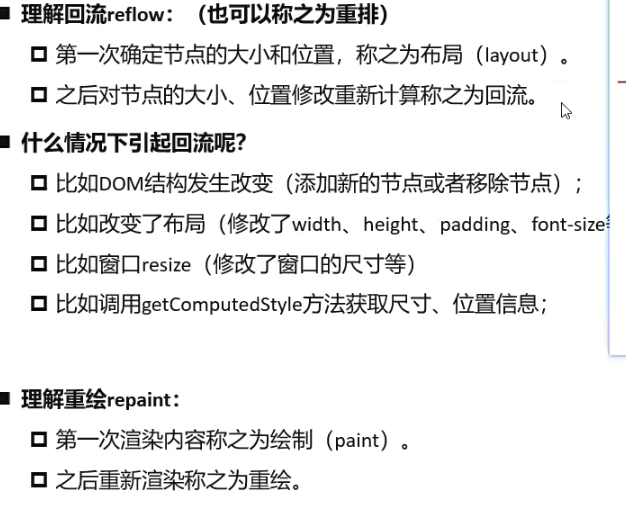 理解回流reflow：（也可以称之为重排）
第一次确定节点的大小和位置，称之为布局（layout）。
之后对节点的大小、位置修改重新计算称之为回流。
什么情况下引起回流呢？
比如DOM结构发生改变（添加新的节点或者移除节点）；
比如改变了布局（修改了width、height、padding、font-size
比如窗口resize（修改了窗口的尺寸等）
比如调用getComputedStyle方法获取尺寸、位置信息；
理解重绘repaint：
第一次渲染内容称之为绘制（paint）。
之后重新渲染称之为重绘。